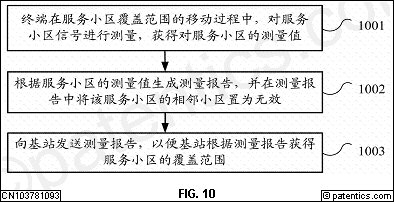 终端在服务小区覆盖范围的移动过程中，对服务
小区信号进行测量，获得对服务小区的测量值
1001
根据服务小区的测量值生成测量报告，并在测量报
告中将该服务小区的相邻小区置为无效
1002
向基站发送测量报告，以便基站根据测量报告获得
服务小区的覆盖范围
1003
CN103781093
FIG. 10
© patentics.com
©patentics